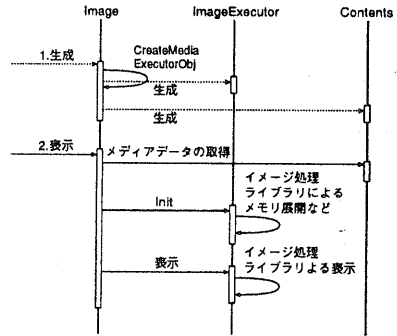 Image
ImageExecutor
Contents
1.生成
CreateMedia
ExecutorObj
生成
生成
2.表示
メディアデータの取得
イメージ処理
ライブラリによる
メモリ展開など
Init
イメージ処理
ライブラリよる表示
表示